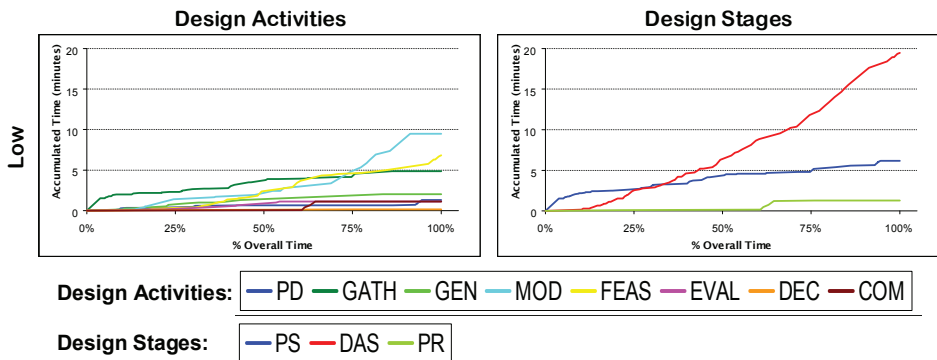 Design Activities
Design Stages
Low
Accumulated Time (minutes)
20
15
10
5
0
0%
25%
50%
75%
100%
% Overall Time
Accumulated Time (minutes)
20
15
10
5
0
0%
25%
50%
75%
100%
% Overall Time
Design Activities: PD GATH GEN MOD FEAS EVAL DEC COM
Design Stages: PS DAS PR